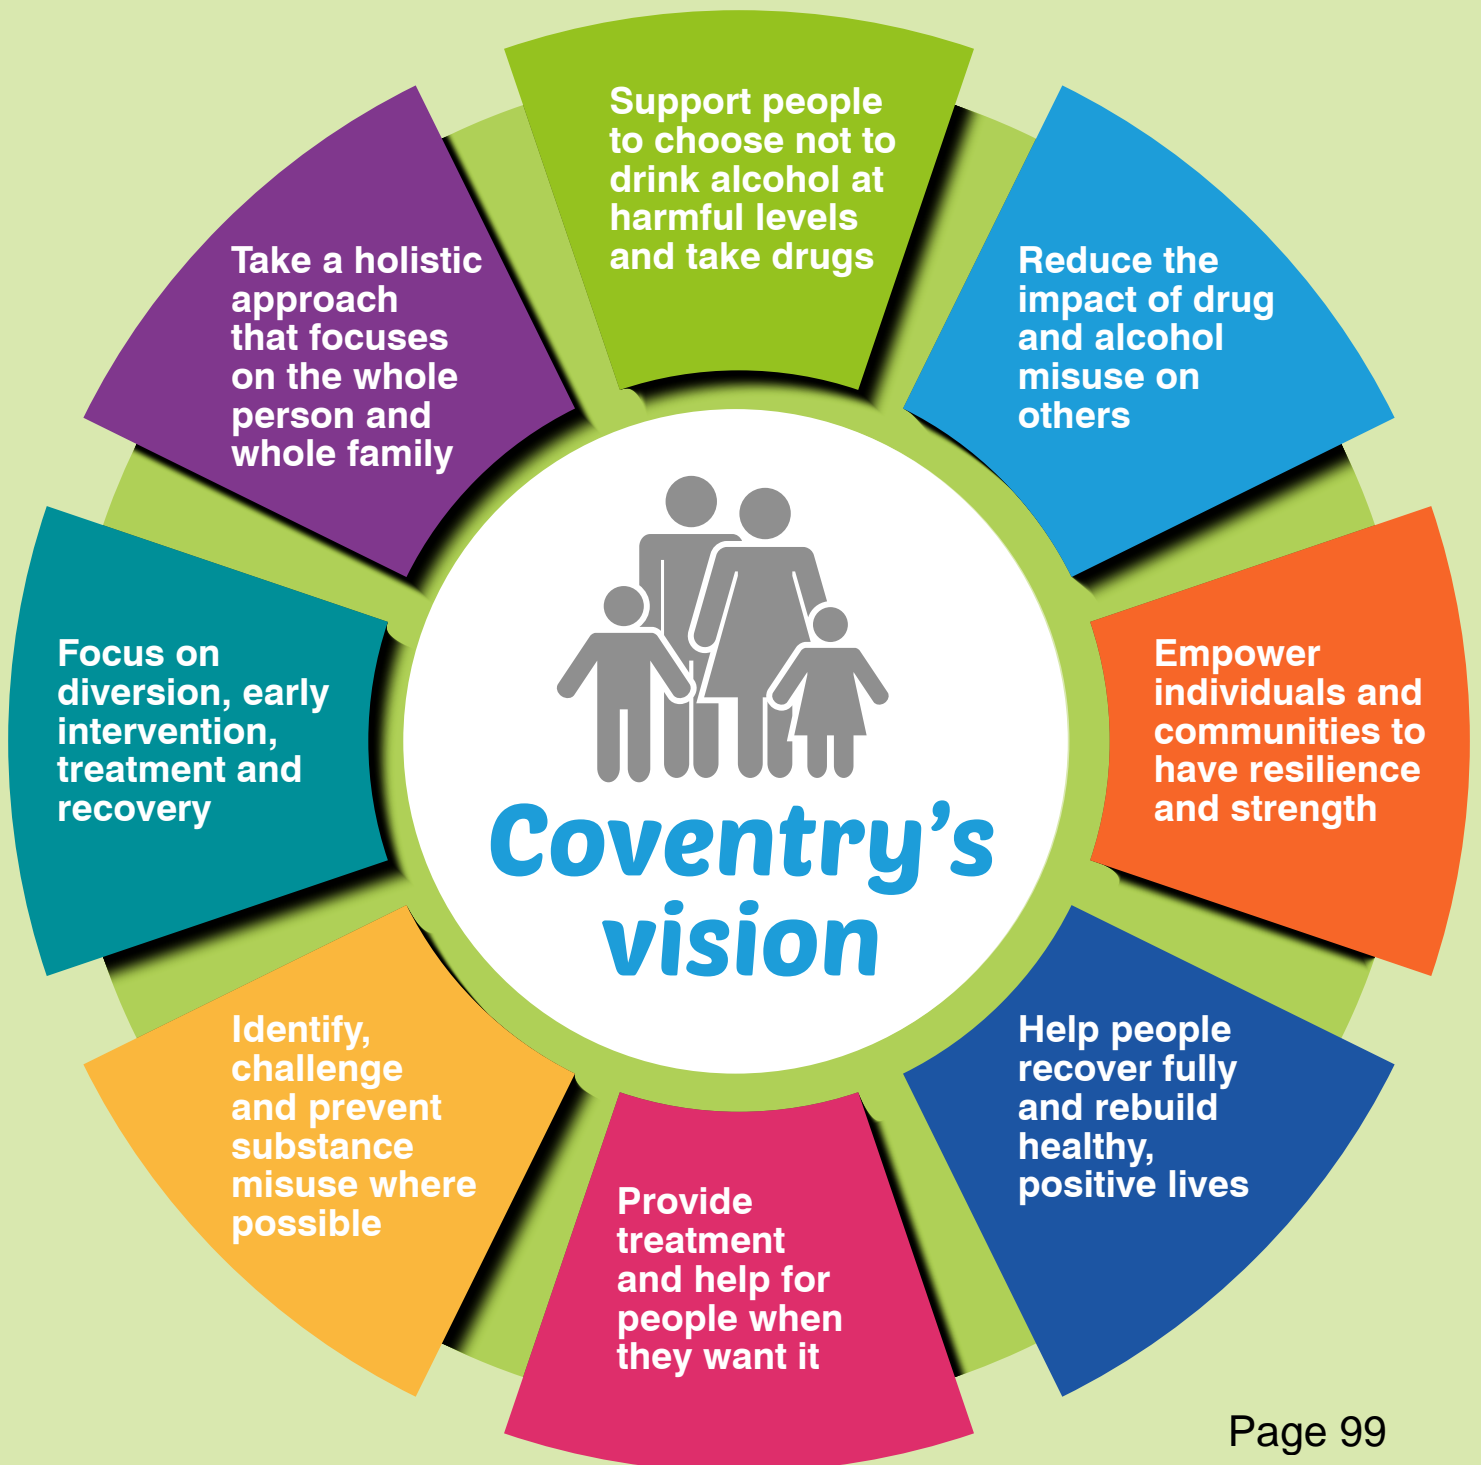 Support people
to choose not to
drink alcohol at
harmful levels
and take drugs
Reduce the
impact of drug
and alcohol
misuse on
others
Empower
individuals and
communities to
have resilience
and strength
Help people
recover fully
and rebuild
healthy,
positive lives
Provide
treatment
and help for
people when
they want it
Identify,
challenge
and prevent
substance
misuse where
possible
Focus on
diversion, early
intervention,
treatment and
recovery
Take a holistic
approach
that focuses
on the whole
person and
whole family
Coventry’s
vision
Page 99